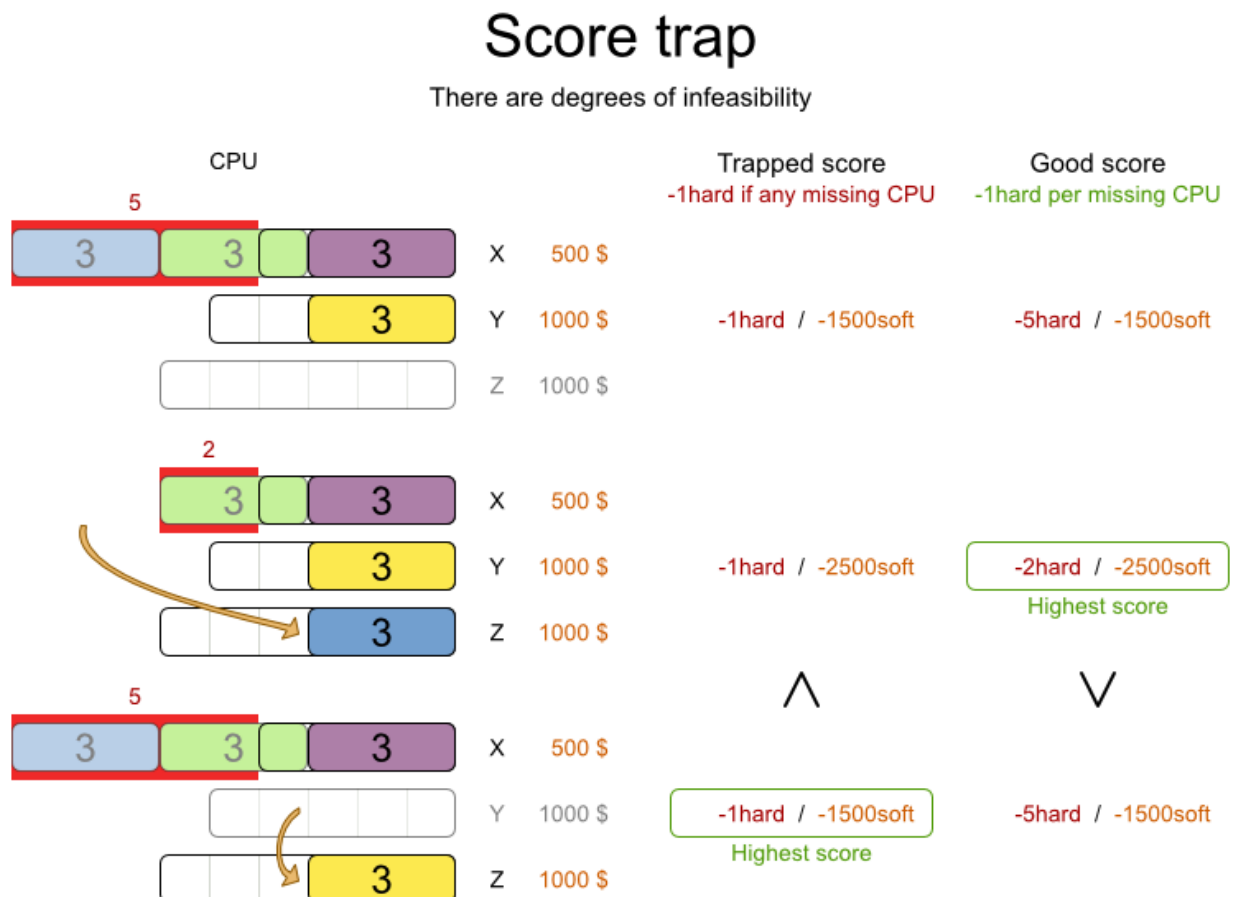 Score trap
There are degrees of infeasibility
CPU Trapped score Good score
-1hard if any missing CPU -1hard per missing CPU
5
3 3 3 X 500 $
3 Y 1000 $ -1hard / -1500soft -5hard / -1500soft
Z 1000 $
2
3 3 X 500 $
3 Y 1000 $ -1hard / -2500soft -2hard / -2500soft
Highest score
3 Z 1000 $
5
3 3 3 X 500 $
Y 1000 $ -1hard / -1500soft -5hard / -1500soft
Highest score
3 Z 1000 $